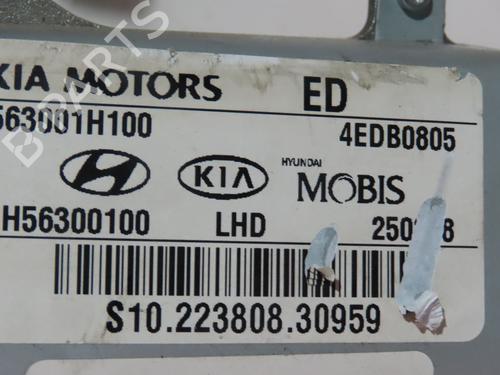 KIA MOTORS ED
563001H100 4EDB0805
KIA HYUNDAI MOBIS
H56300100 LHD
S10.223808.30959